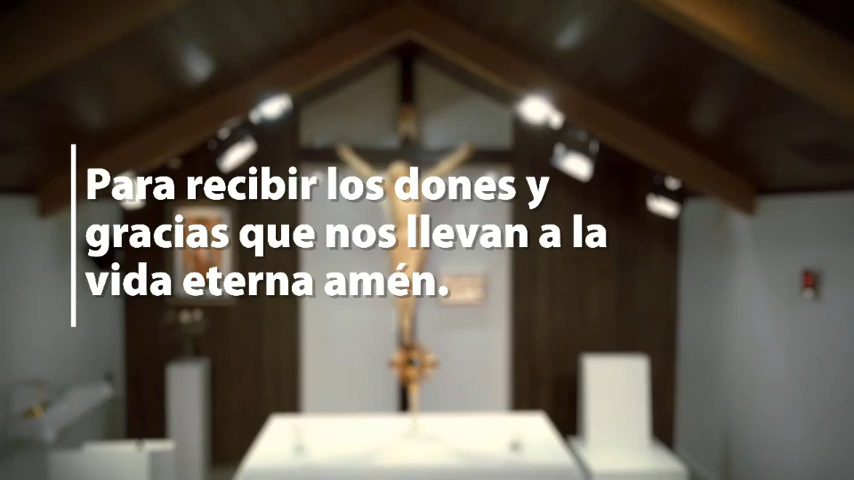 Para recibir los dones y
gracias que nos llevan a la
vida eterna amén.